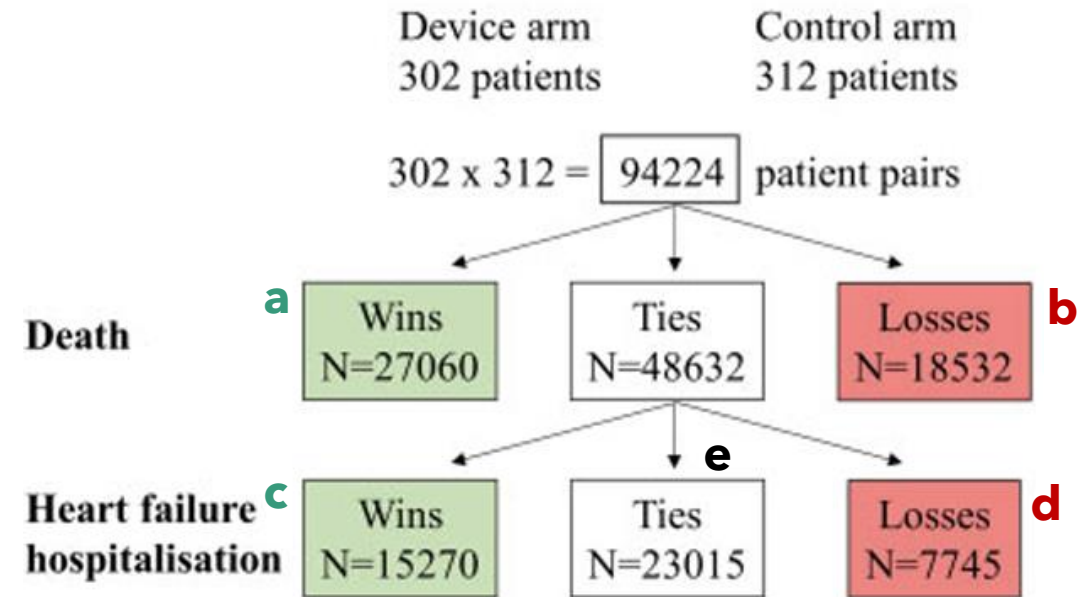 Device arm
302 patients
Control arm
312 patients
302 x 312 = 94224 patient pairs
Death
a
Wins
N=27060
Ties
N=48632
Losses
N=18532
b
e
Heart failure
hospitalisation
c
Wins
N=15270
Ties
N=23015
Losses
N=7745
d